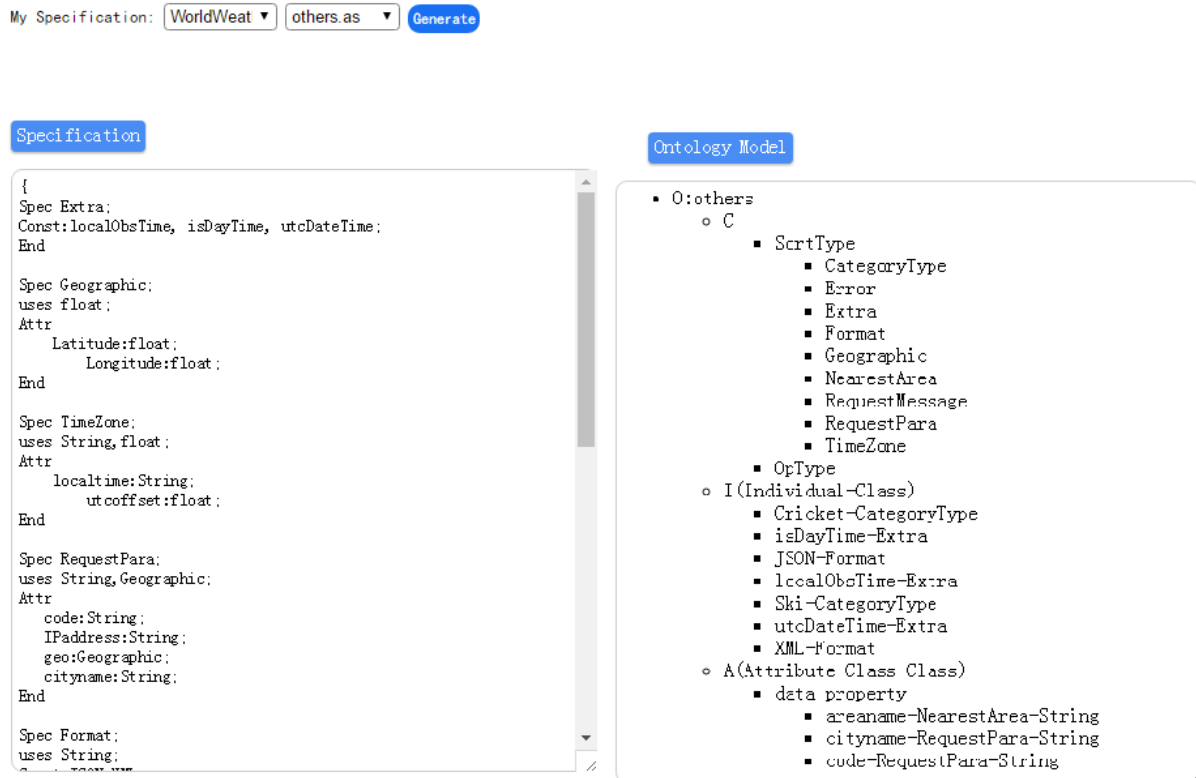 My Specification: WorldWeat others.as Generate
Specification
{
Spec Extra;
Const:localObsTime, isDayTime, utcDateTime;
End
Spec Geographic;
uses float;
Attr
Latitude:float;
Longitude:float;
End
Spec TimeZone;
uses String,float;
Attr
localtime:String;
utcoffset:float;
End
Spec RequestPara;
uses String,Geographic;
Attr
code:String;
IPaddress:String;
geo:Geographic;
cityname:String;
End
Spec Format;
uses String;
Ontology Model
O:others
C
SortType
CategoryType
Error
Extra
Format
Geographic
NearestArea
RequestMessage
RequestPara
TimeZone
OpType
I(Individual-Class)
Cricket-CategoryType
isDayTime-Extra
JSON-Format
localObsTime-Extra
Ski-CategoryType
utcDateTime-Extra
XML-Format
A(Attribute Class Class)
data property
areaname-NearestArea-String
cityname-RequestPara-String
code-RequestPara-String